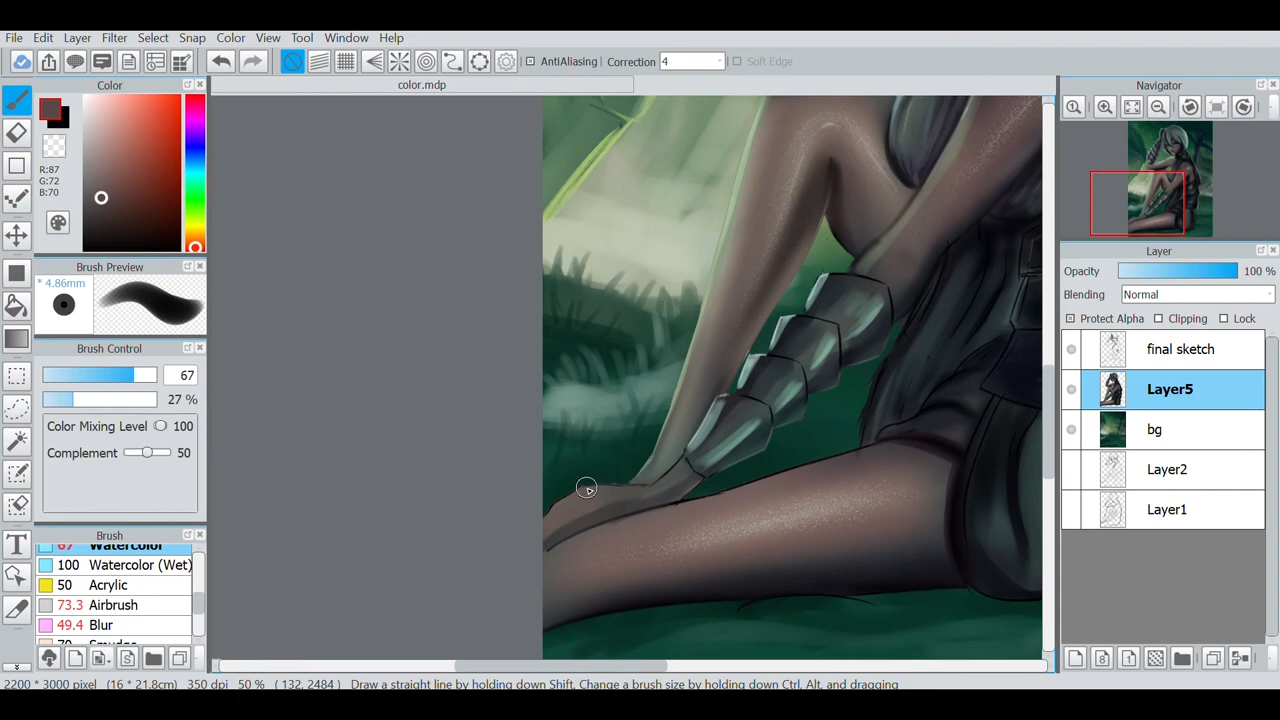 File Edit Layer Filter Select Snap Color View Tool Window Help
AntiAliasing Correction 4 Soft Edge
Color
color.mdp
Navigator
R:87
G:72
B:70
Brush Preview
* 4.86mm
Layer
Opacity 100 %
Blending Normal
Protect Alpha Clipping Lock
Brush Control
67
27 %
Color Mixing Level 100
Complement 50
final sketch
Layer5
bg
Layer2
Layer1
Brush
67 Watercolor
100 Watercolor (Wet)
50 Acrylic
73.3 Airbrush
49.4 Blur
70 Smudge
2200 * 3000 pixel (16 * 21.8cm) 350 dpi 50 % ( 132, 2484 ) Draw a straight line by holding down Shift, Change a brush size by holding down Ctrl, Alt, and dragging